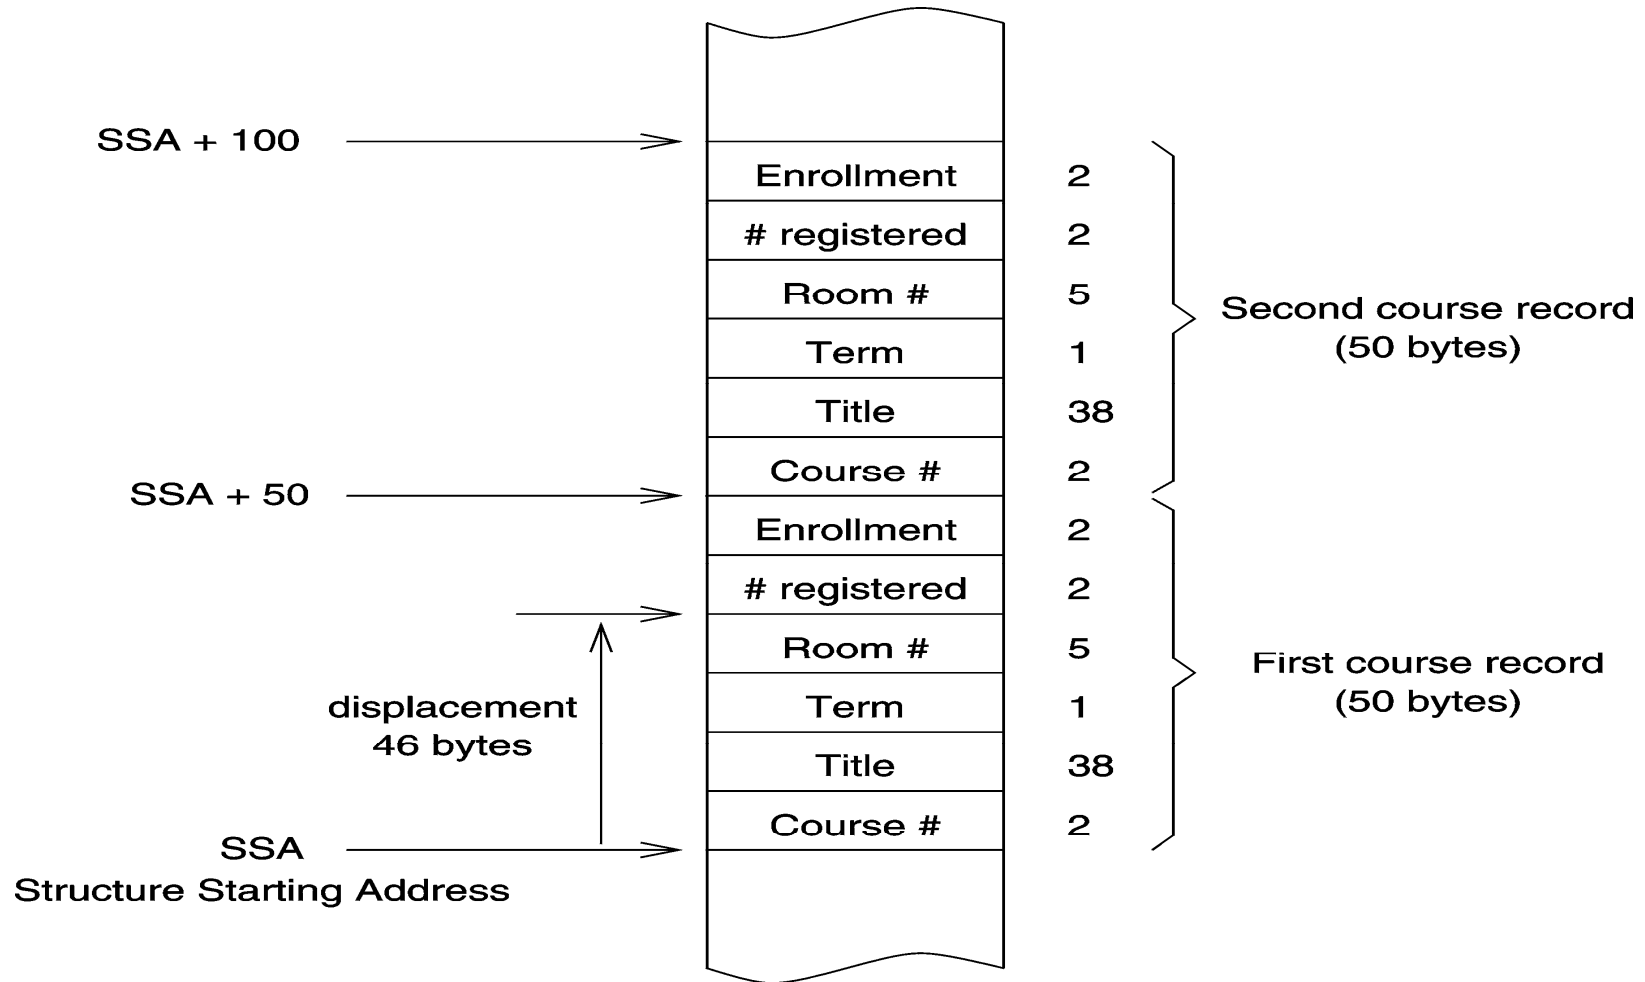 SSA + 100
Enrollment 2
# registered 2
Room # 5
Second course record
(50 bytes)
Term 1
Title 38
Course # 2
SSA + 50
Enrollment 2
# registered 2
Room # 5
First course record
(50 bytes)
displacement
46 bytes
Term 1
Title 38
Course # 2
SSA
Structure Starting Address